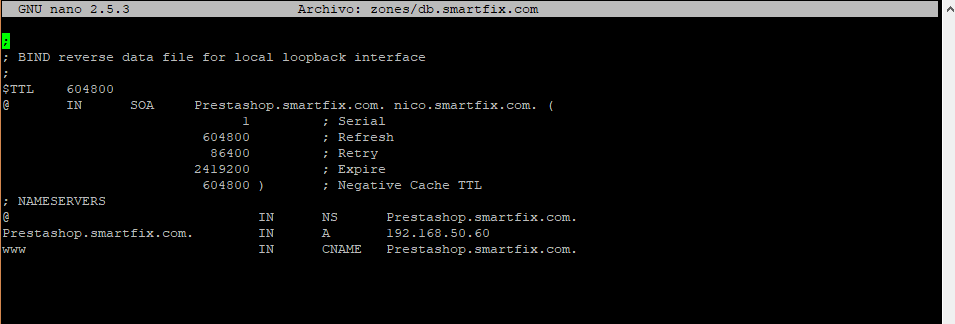 GNU nano 2.5.3 Archivo: zones/db.smartfix.com
;
; BIND reverse data file for local loopback interface
;
$TTL 604800
@ IN SOA Prestashop.smartfix.com. nico.smartfix.com. (
1 ; Serial
604800 ; Refresh
86400 ; Retry
2419200 ; Expire
604800 ) ; Negative Cache TTL
; NAMESERVERS
@ IN NS Prestashop.smartfix.com.
Prestashop.smartfix.com. IN A 192.168.50.60
www IN CNAME Prestashop.smartfix.com.